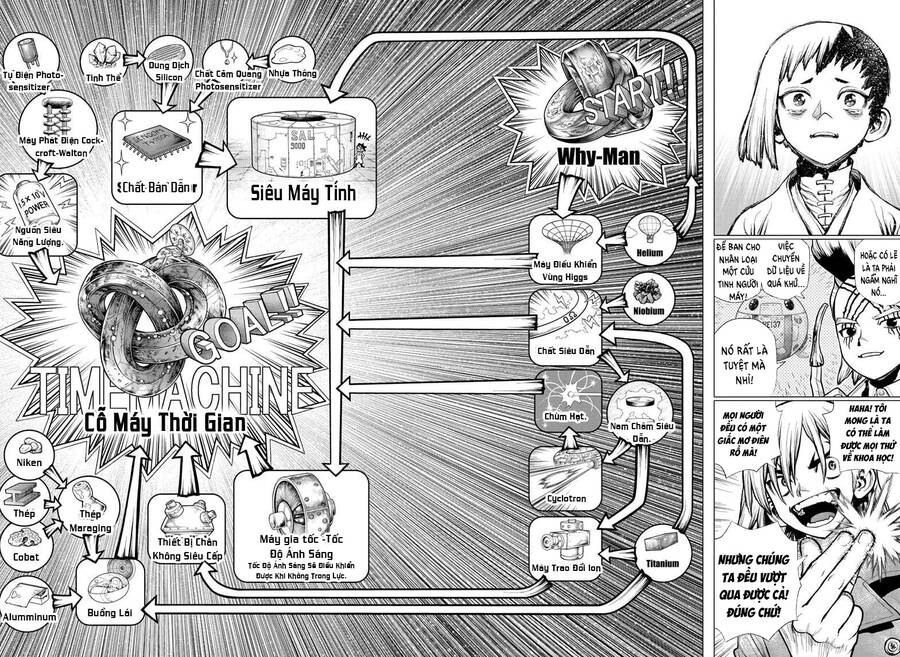 Tụ Điện Photo-
sensitizer
Tinh Thể
Dung Dịch
Silicon
Chất Cảm Quang
Photosensitizer
Nhựa Thông
Máy Phát Điện Cock-
croft-Walton
Chất Bán Dẫn
SAL
9000
Siêu Máy Tính
START!!
Why-Man
POWER
Nguồn Siêu
Năng Lượng.
Máy Điều Khiển
Vùng Higgs
Helium
Niobium
Chất Siêu Dẫn
GOAL!!
TIME MACHINE
Cỗ Máy Thời Gian
Chùm Hạt.
Nam Châm Siêu
Dẫn.
Cyclotron
Niken
Thép
Thép
Maraging
Cobat
Alumminum
Buồng Lái
Thiết Bị Chân
Không Siêu Cấp
Máy gia tốc -Tốc
Độ Ánh Sáng
Tốc Độ Ánh Sáng Sẽ Điều Khiển
Được Khi Không Trong Lực.
Máy Trao Đổi Ion
Titanium
HOẶC CÓ LẼ
LÀ TA PHẢI
NGẪM NGHĨ
NÓ...
VIỆC
CHUYỂN
DỮ LIỆU VỀ
QUÁ KHỨ...
ĐỂ BAN CHO
NHÂN LOẠI
MỘT CỨU
TINH NGƯỜI
MÁY!
NÓ RẤT LÀ
TUYỆT MÀ
NHỈ!
HAHA! TÔI
MONG LÀ TA
CÓ THỂ LÀM
ĐƯỢC MỌI THỨ
VỀ KHOA HỌC!
MỌI NGƯỜI
ĐỀU CÓ MỘT
GIẤC MƠ ĐIÊN
RỒ MÀ!
NHƯNG CHÚNG
TA ĐỀU VƯỢT
QUA ĐƯỢC CẢ!
ĐÚNG CHỨ!